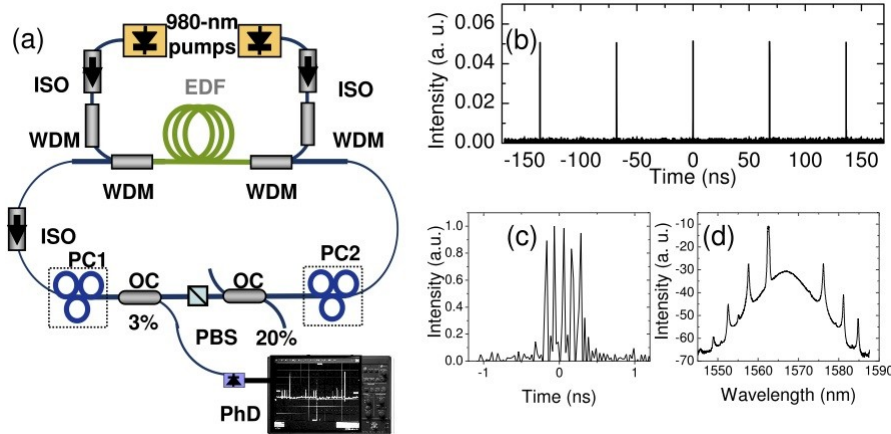 (a)
980-nm
pumps
ISO
EDF
ISO
WDM
WDM
WDM
WDM
ISO
PC1
OC
OC
PC2
3%
PBS
20%
PhD
(b)
Intensity (a. u.)
0.06
0.04
0.02
0.00
-150 -100 -50 0 50 100 150
Time (ns)
(c)
Intensity (a.u.)
1.0
0.8
0.6
0.4
0.2
0.0
-1 0 1
Time (ns)
(d)
Intensity (a. u.)
-10
-20
-30
-40
-50
-60
-70
1550 1560 1570 1580 1590
Wavelength (nm)